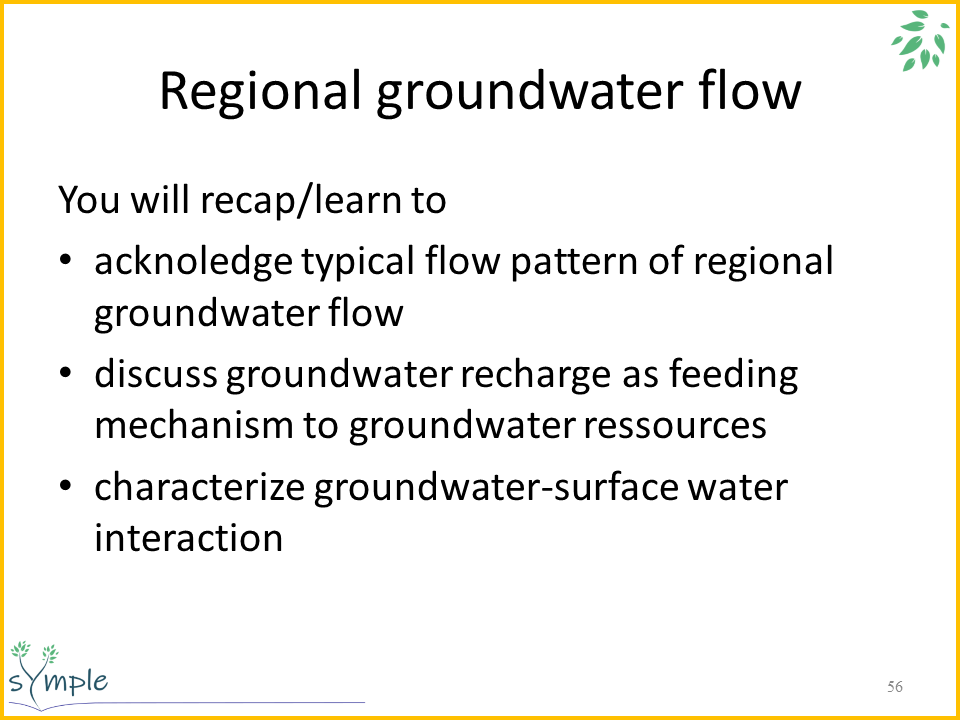 Regional groundwater flow
You will recap/learn to
• acknoledge typical flow pattern of regional
groundwater flow
• discuss groundwater recharge as feeding
mechanism to groundwater ressources
• characterize groundwater-surface water
interaction
sYmple
56